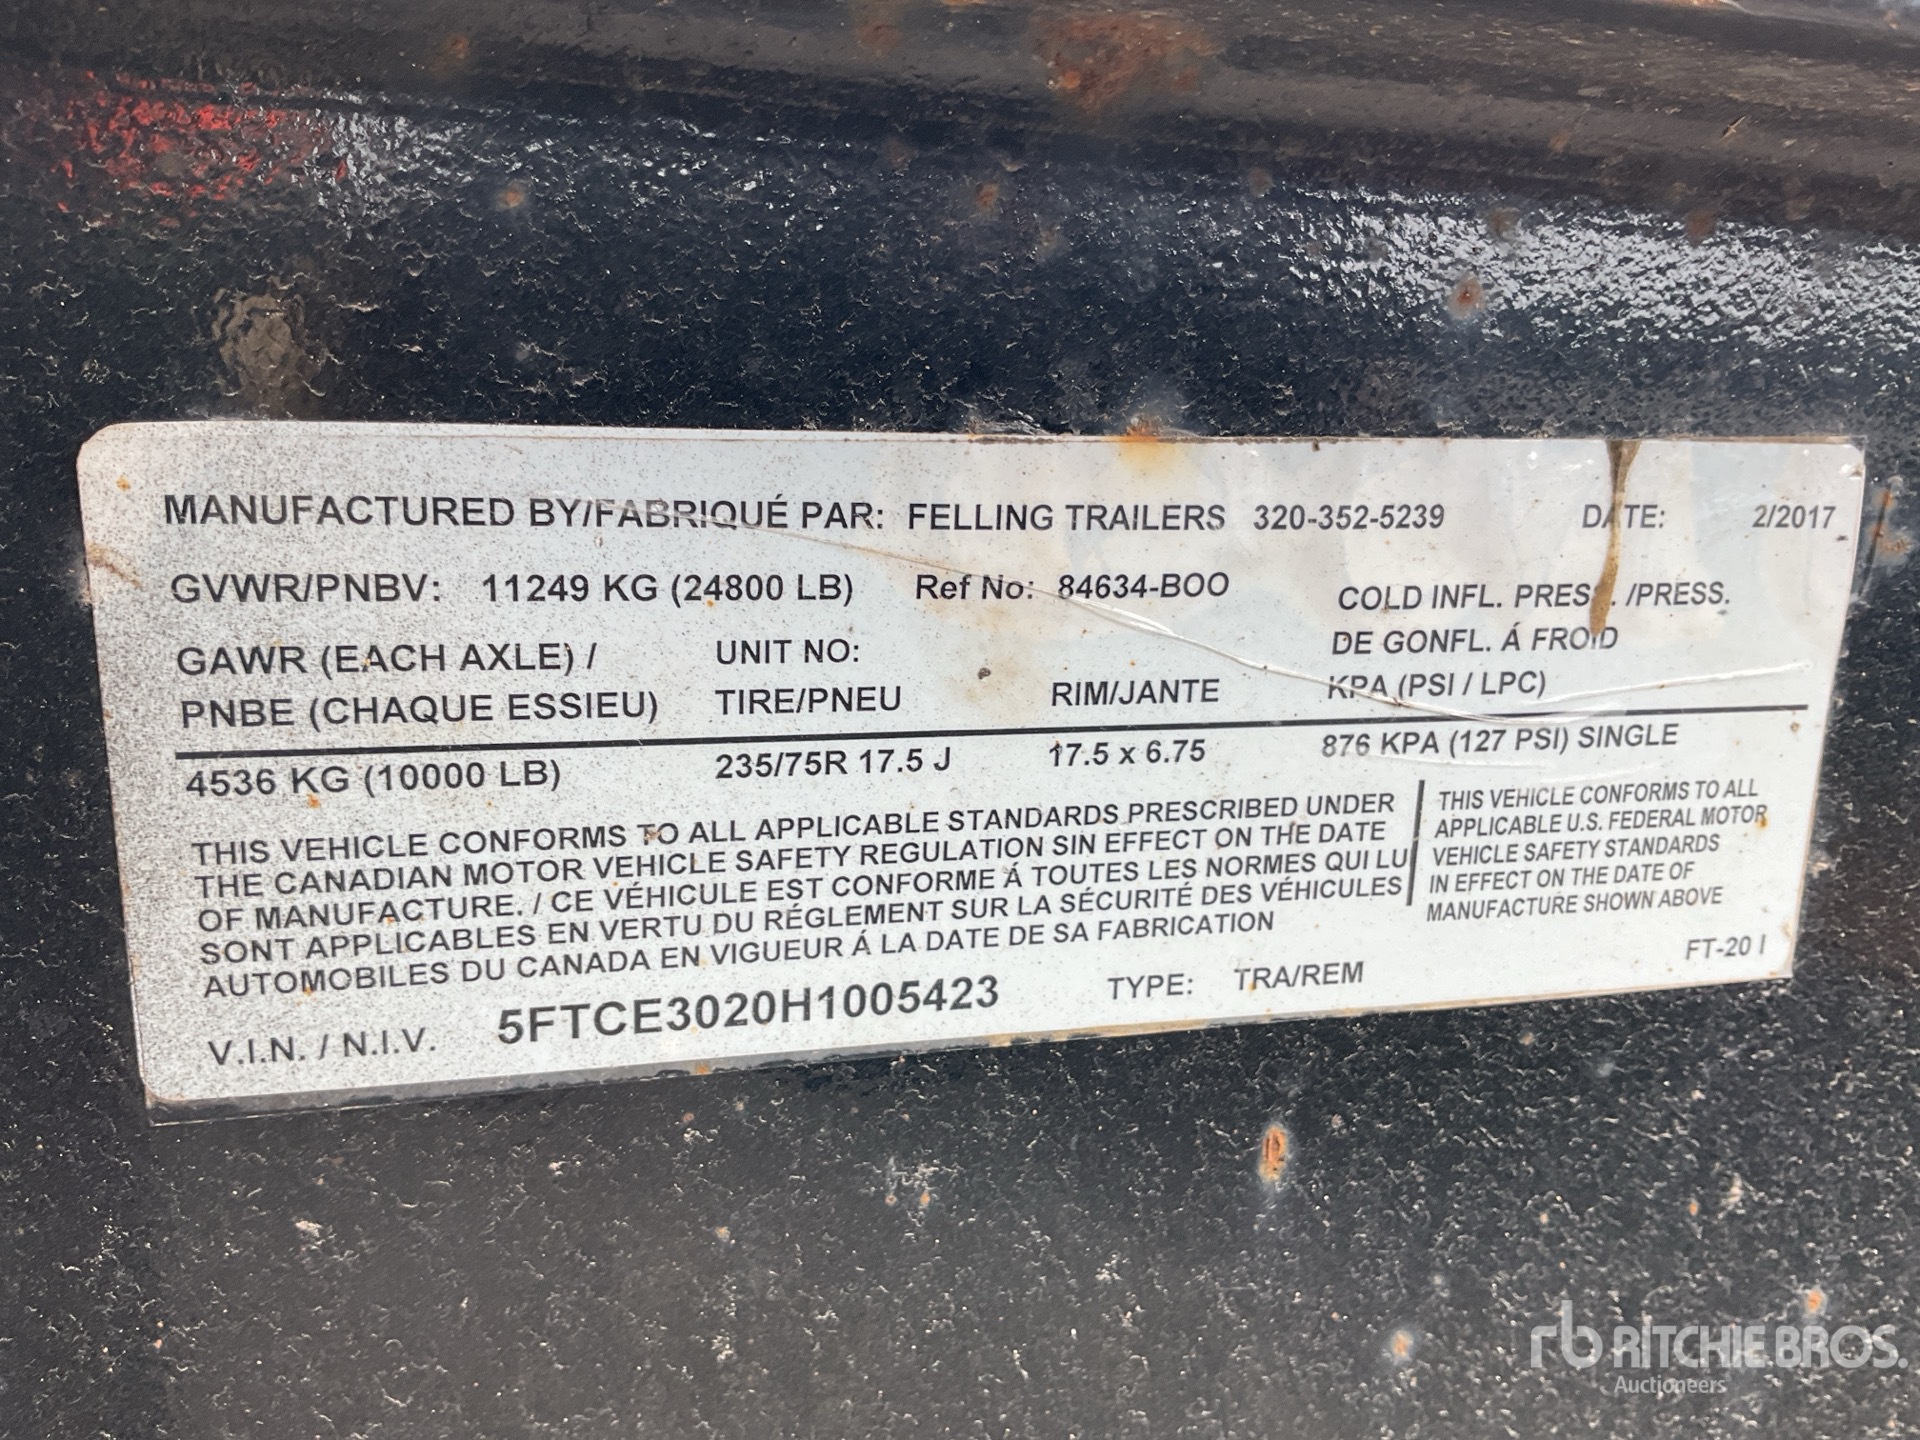 MANUFACTURED BY/FABRIQUÉ PAR: FELLING TRAILERS 320-352-5239 DATE: 2/2017
GVWR/PNBV: 11249 KG (24800 LB) Ref No: 84634-BOO
COLD INFL. PRESS. /PRESS.
GAWR (EACH AXLE) / UNIT NO: DE GONFL. Á FROID
PNBE (CHAQUE ESSIEU) TIRE/PNEU RIM/JANTE KPA (PSI / LPC)
4536 KG (10000 LB) 235/75R 17.5 J 17.5 x 6.75 876 KPA (127 PSI) SINGLE
THIS VEHICLE CONFORMS TO ALL APPLICABLE STANDARDS PRESCRIBED UNDER
THE CANADIAN MOTOR VEHICLE SAFETY REGULATION SIN EFFECT ON THE DATE
OF MANUFACTURE. / CE VÉHICULE EST CONFORME Á TOUTES LES NORMES QUI LUI
SONT APPLICABLES EN VERTU DU RÉGLEMENT SUR LA SÉCURITÉ DES VÉHICULES
AUTOMOBILES DU CANADA EN VIGUEUR Á LA DATE DE SA FABRICATION
THIS VEHICLE CONFORMS TO ALL
APPLICABLE U.S. FEDERAL MOTOR
VEHICLE SAFETY STANDARDS
IN EFFECT ON THE DATE OF
MANUFACTURE SHOWN ABOVE
V.I.N. / N.I.V. 5FTCE3020H1005423 TYPE: TRA/REM FT-20 I
rb RITCHIE BROS.
Auctioneers